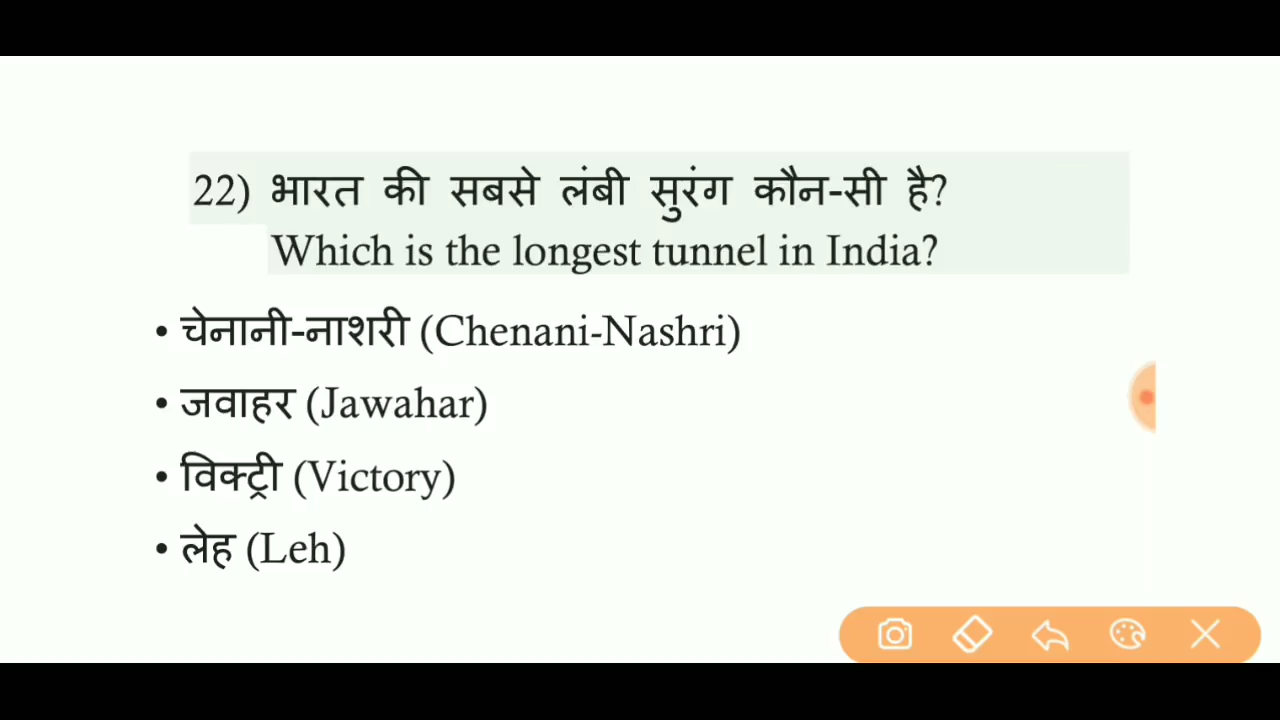 22) भारत की सबसे लंबी सुरंग कौन-सी है?
Which is the longest tunnel in India?
• चेनानी-नाशरी (Chenani-Nashri)
• जवाहर (Jawahar)
• विक्ट्री (Victory)
• लेह (Leh)